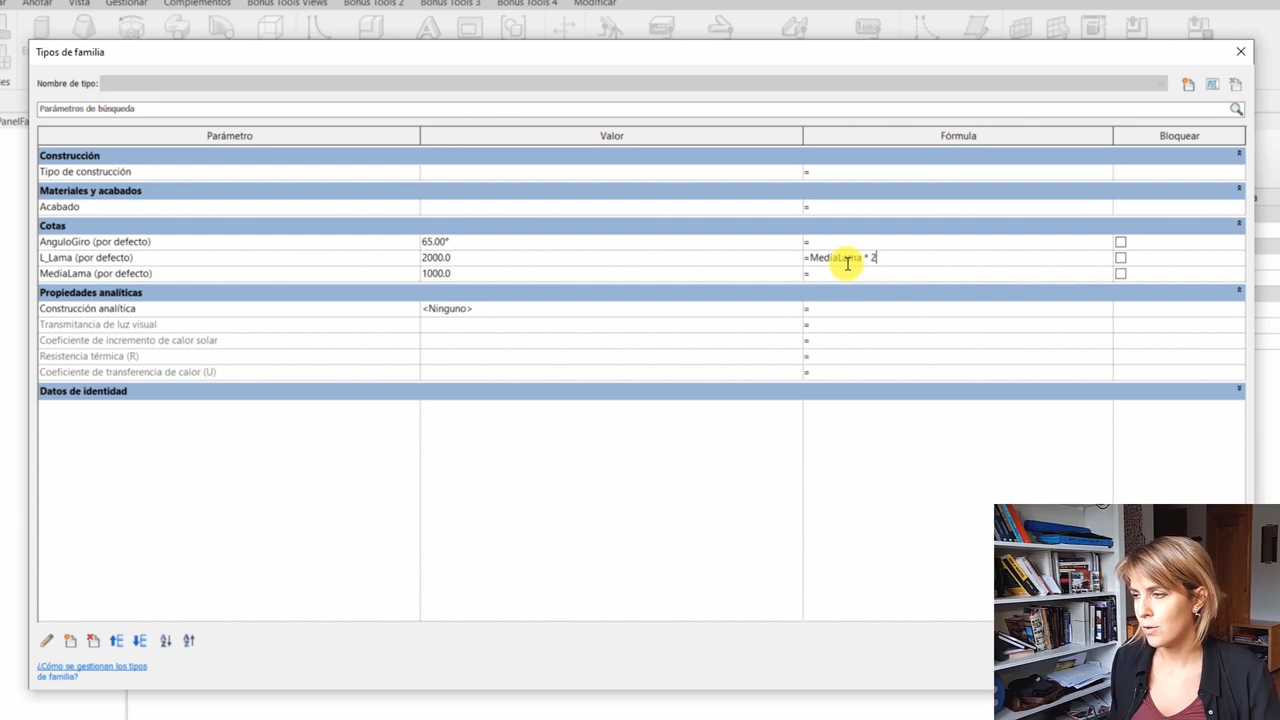 Anotar Vista Gestionar Complementos Bonus Tools Views Bonus Tools 2 Bonus Tools 3 Bonus Tools 4 Modificar
Tipos de familia
Nombre de tipo:
Parámetros de búsqueda
Parámetro Valor Fórmula Bloquear
Construcción
Tipo de construcción =
Materiales y acabados
Acabado =
Cotas
AnguloGiro (por defecto) 65.00° =
L_Lama (por defecto) 2000.0 =MediaLama * 2
MediaLama (por defecto) 1000.0 =
Propiedades analíticas
Construcción analítica <Ninguno> =
Transmitancia de luz visual =
Coeficiente de incremento de calor solar =
Resistencia térmica (R) =
Coeficiente de transferencia de calor (U) =
Datos de identidad
¿Cómo se gestionan los tipos
de familia?